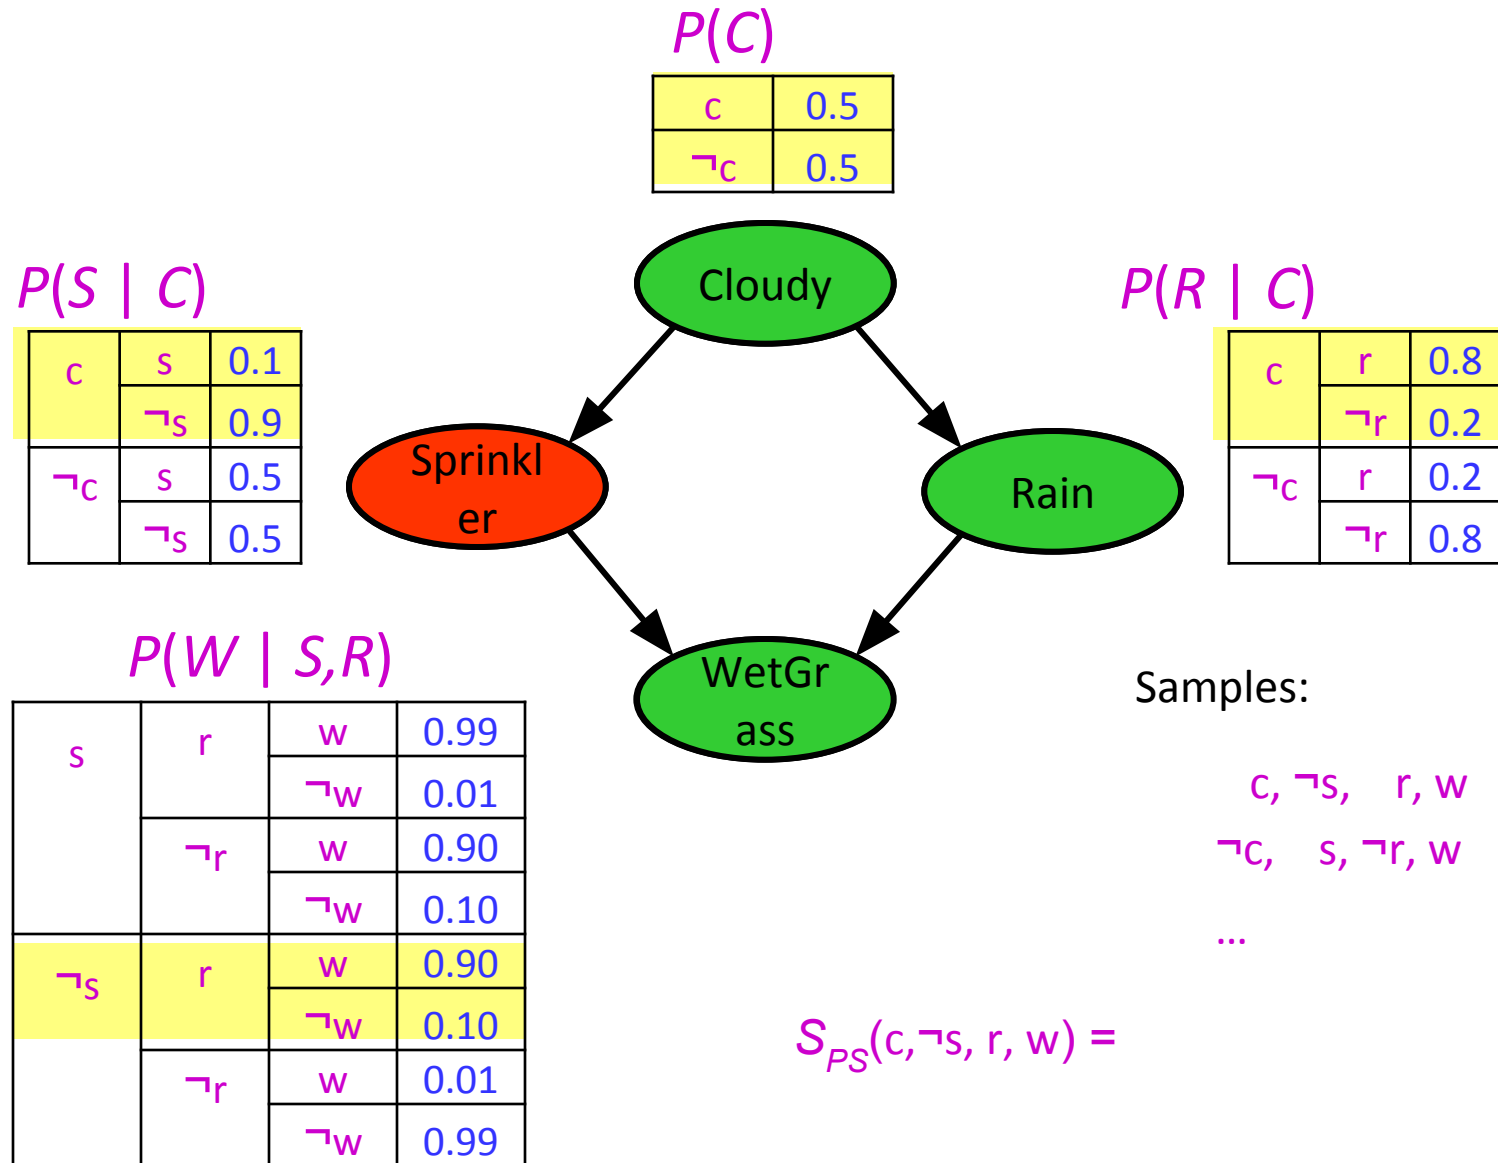 P(C)
c 0.5
¬c 0.5
Cloudy
P(S | C)
c s 0.1
¬s 0.9
¬c s 0.5
¬s 0.5
P(R | C)
c r 0.8
¬r 0.2
¬c r 0.2
¬r 0.8
Sprinkl
er
Rain
WetGr
ass
P(W | S,R)
s r w 0.99
¬w 0.01
¬r w 0.90
¬w 0.10
¬s r w 0.90
¬w 0.10
¬r w 0.01
¬w 0.99
Samples:
c, ¬s, r, w
¬c, s, ¬r, w
...
S_PS(c,¬s, r, w) =